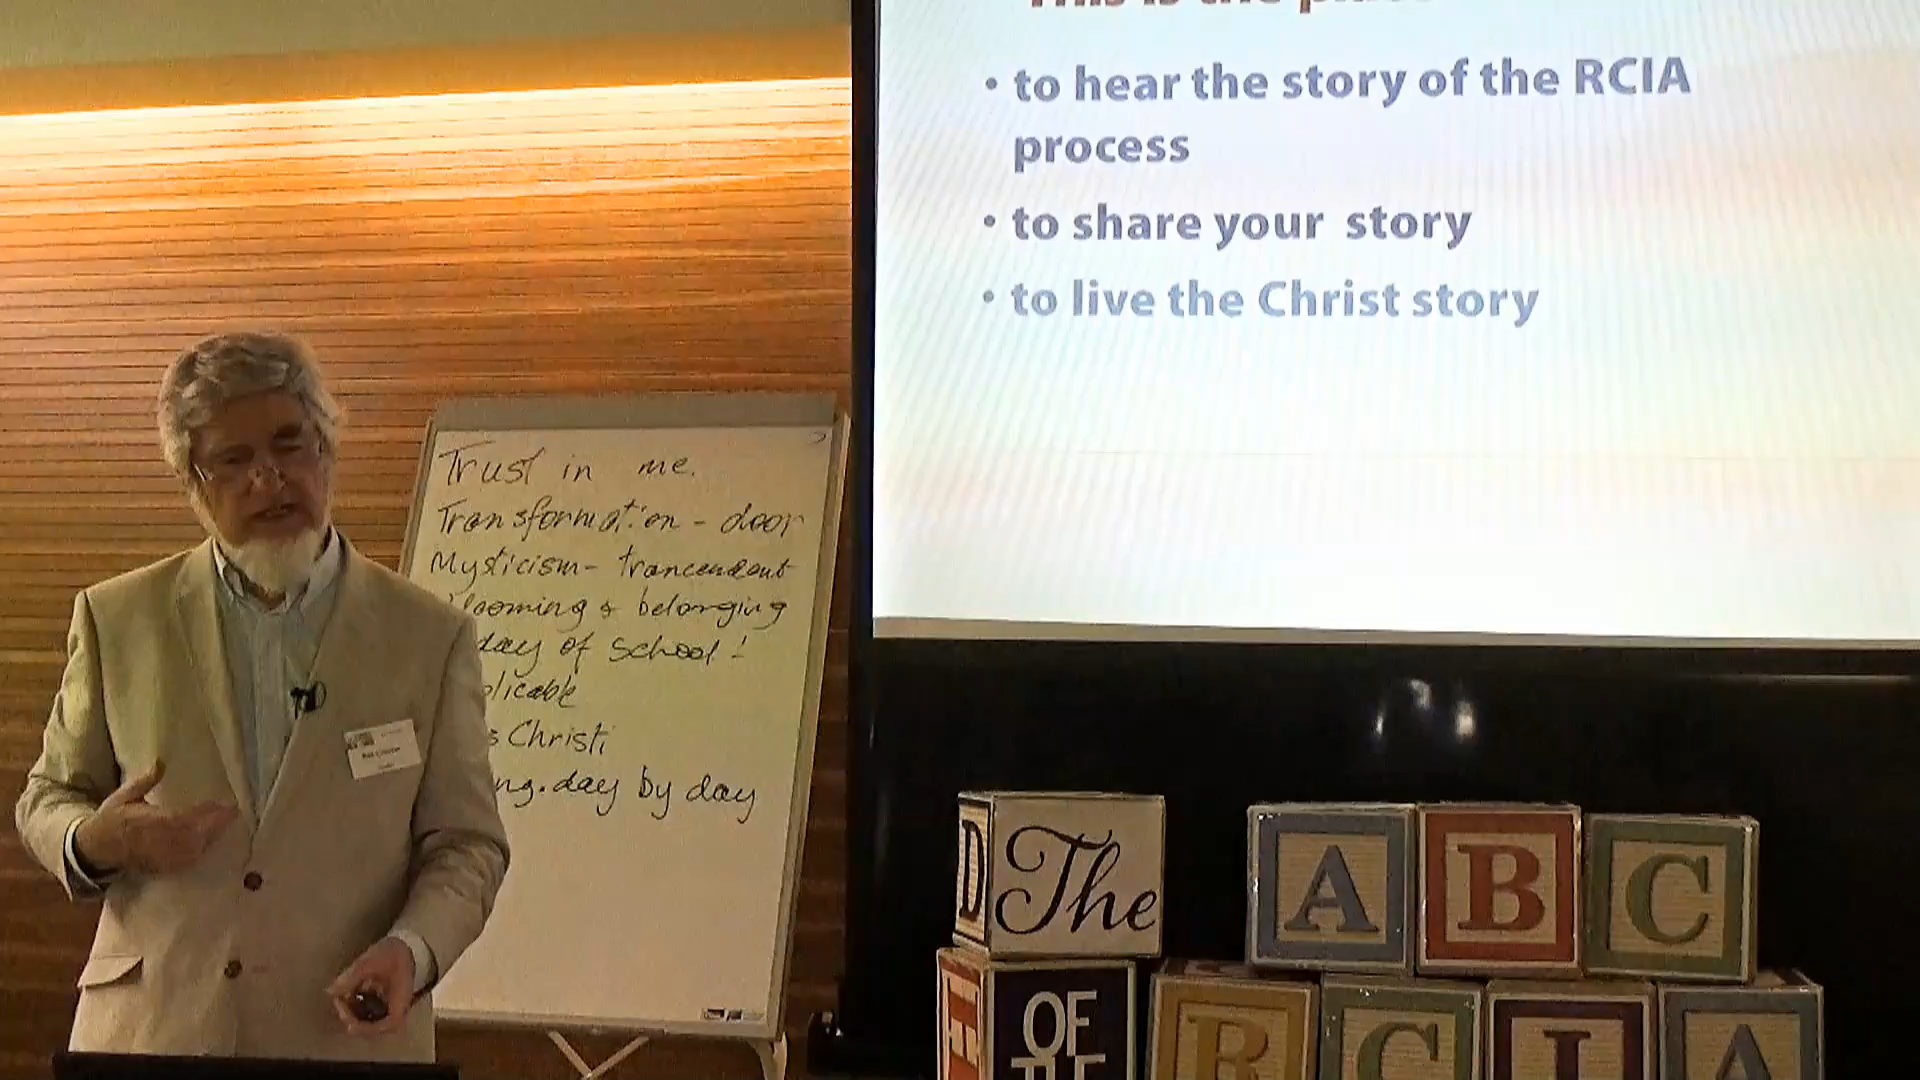 • to hear the story of the RCIA
process
• to share your story
• to live the Christ story
Trust in me.
Transformation - door
Mysticism - trancendent
& belonging
day of school!
Christi
day by day
D The
A B C
OF
R C I A